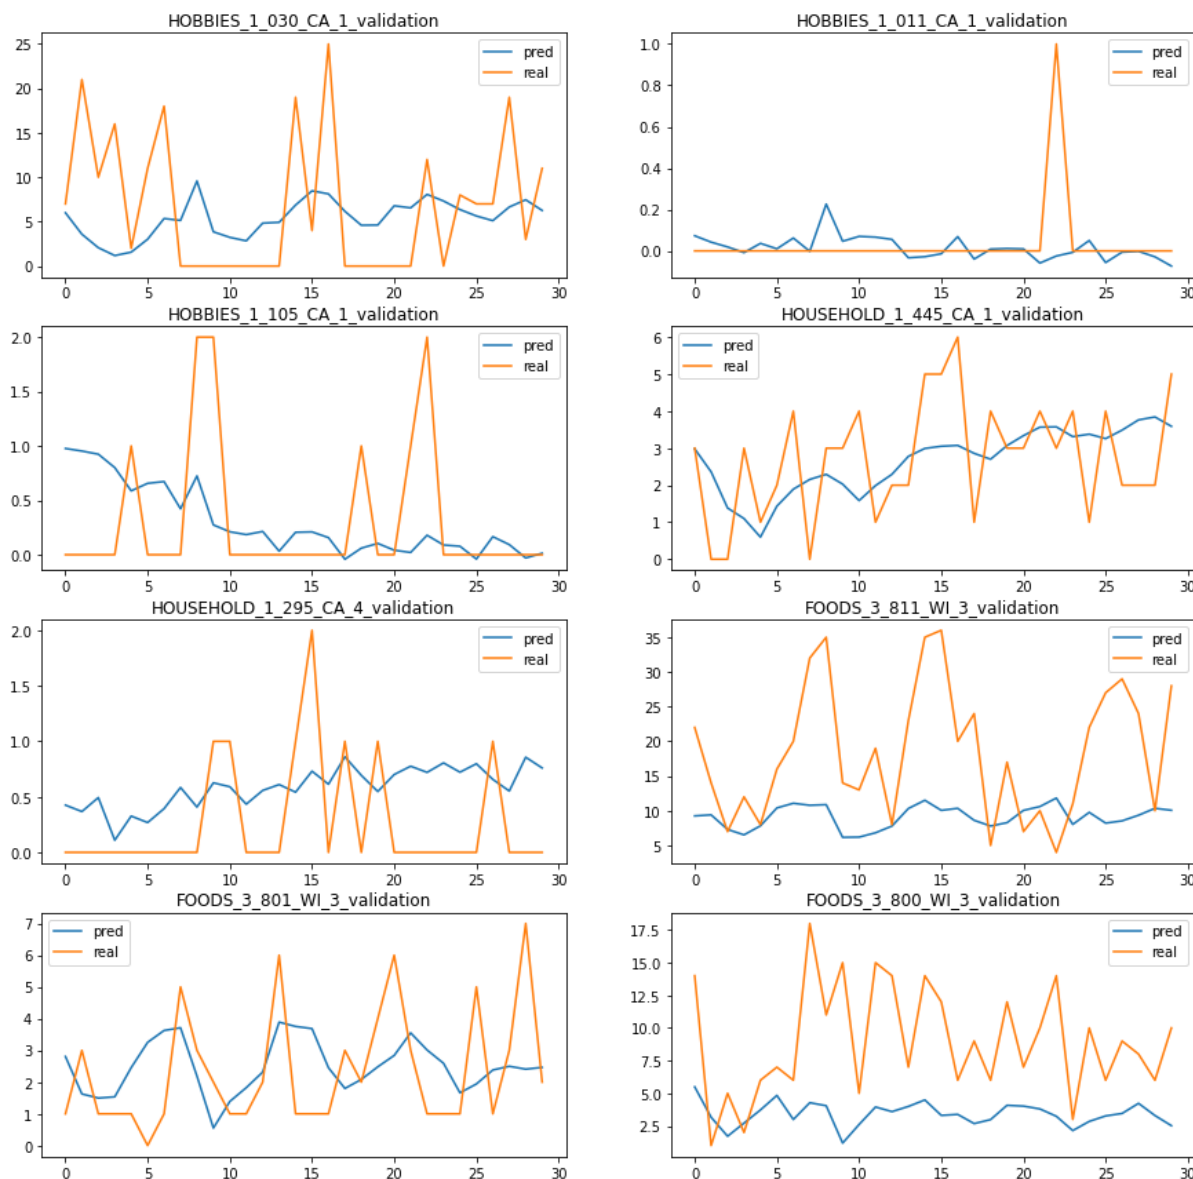 HOBBIES_1_030_CA_1_validation
25
20
15
10
5
0
pred
real
0 5 10 15 20 25 30
HOBBIES_1_011_CA_1_validation
1.0
0.8
0.6
0.4
0.2
0.0
pred
real
0 5 10 15 20 25 30
HOBBIES_1_105_CA_1_validation
2.0
1.5
1.0
0.5
0.0
pred
real
0 5 10 15 20 25 30
HOUSEHOLD_1_445_CA_1_validation
6
5
4
3
2
1
0
pred
real
0 5 10 15 20 25 30
HOUSEHOLD_1_295_CA_4_validation
2.0
1.5
1.0
0.5
0.0
pred
real
0 5 10 15 20 25 30
FOODS_3_811_WI_3_validation
35
30
25
20
15
10
5
pred
real
0 5 10 15 20 25 30
FOODS_3_801_WI_3_validation
7
6
5
4
3
2
1
0
pred
real
0 5 10 15 20 25 30
FOODS_3_800_WI_3_validation
17.5
15.0
12.5
10.0
7.5
5.0
2.5
pred
real
0 5 10 15 20 25 30